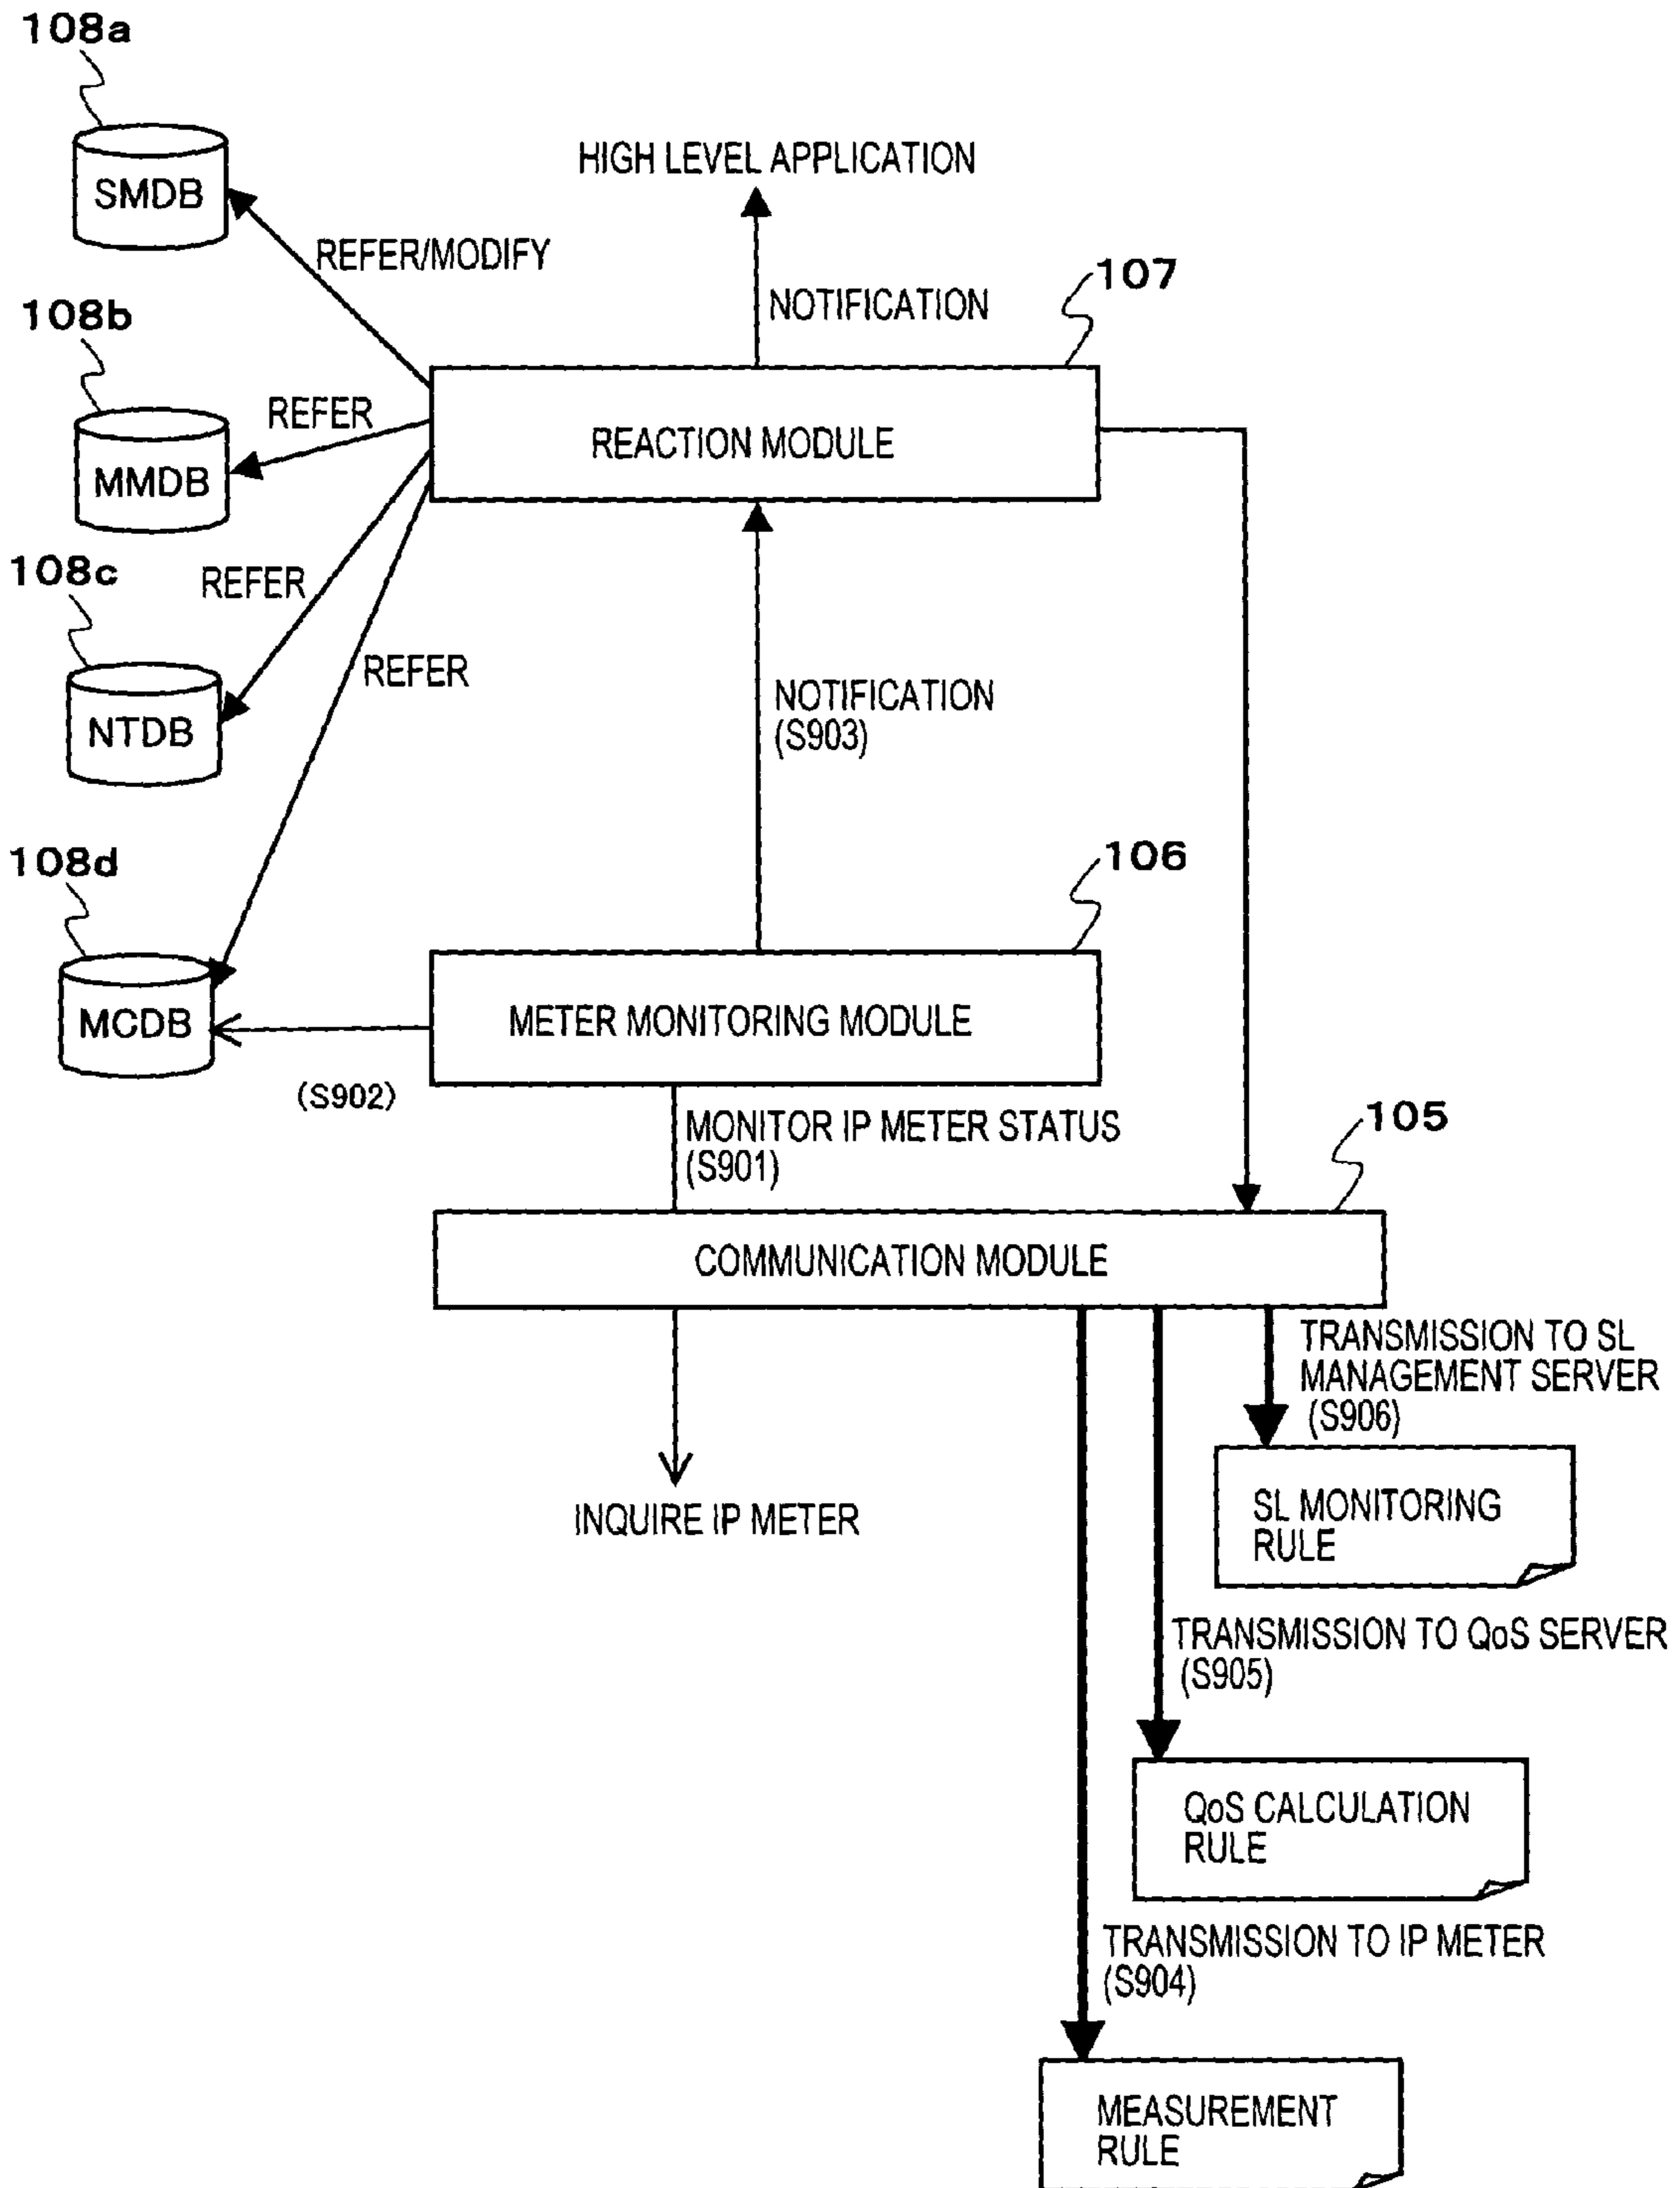 108a
SMDB
HIGH LEVEL APPLICATION
REFER/MODIFY
NOTIFICATION
107
108b
MMDB
REFER
REACTION MODULE
108c
REFER
NTDB
REFER
NOTIFICATION
(S903)
108d
106
MCDB
METER MONITORING MODULE
(S902)
MONITOR IP METER STATUS
(S901)
105
COMMUNICATION MODULE
TRANSMISSION TO SL
MANAGEMENT SERVER
(S906)
INQUIRE IP METER
SL MONITORING
RULE
TRANSMISSION TO QoS SERVER
(S905)
QoS CALCULATION
RULE
TRANSMISSION TO IP METER
(S904)
MEASUREMENT
RULE